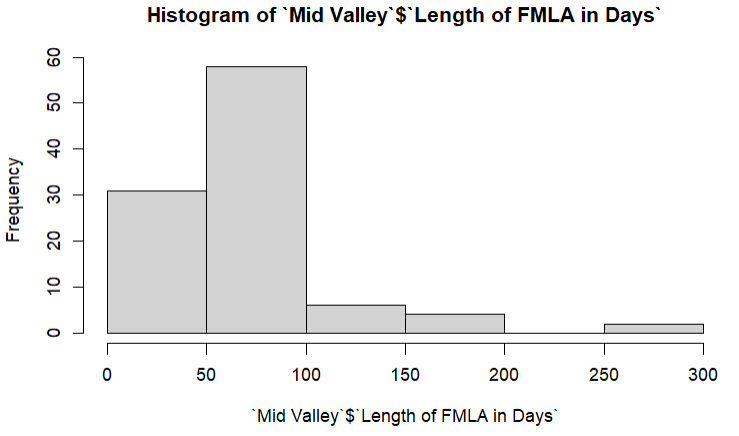 Histogram of `Mid Valley`$`Length of FMLA in Days`
Frequency
60
50
40
30
20
10
0
0 50 100 150 200 250 300
`Mid Valley`$`Length of FMLA in Days`